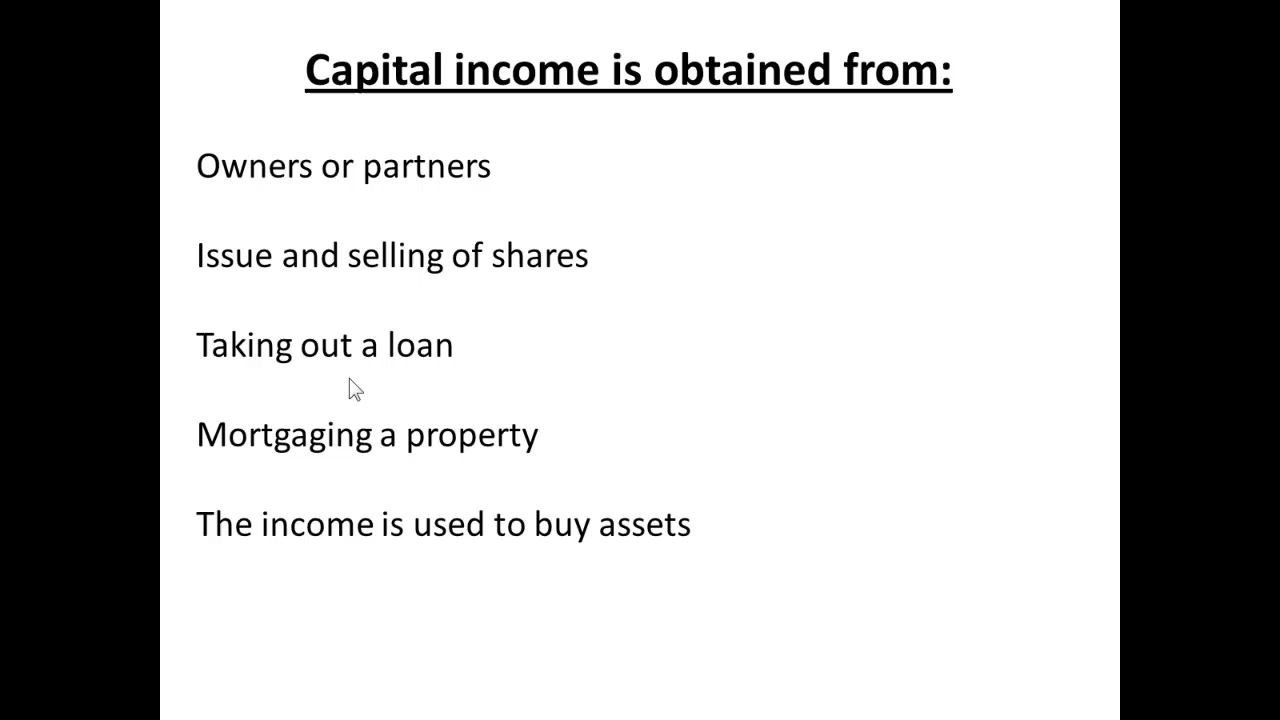 Capital income is obtained from:
Owners or partners
Issue and selling of shares
Taking out a loan
Mortgaging a property
The income is used to buy assets